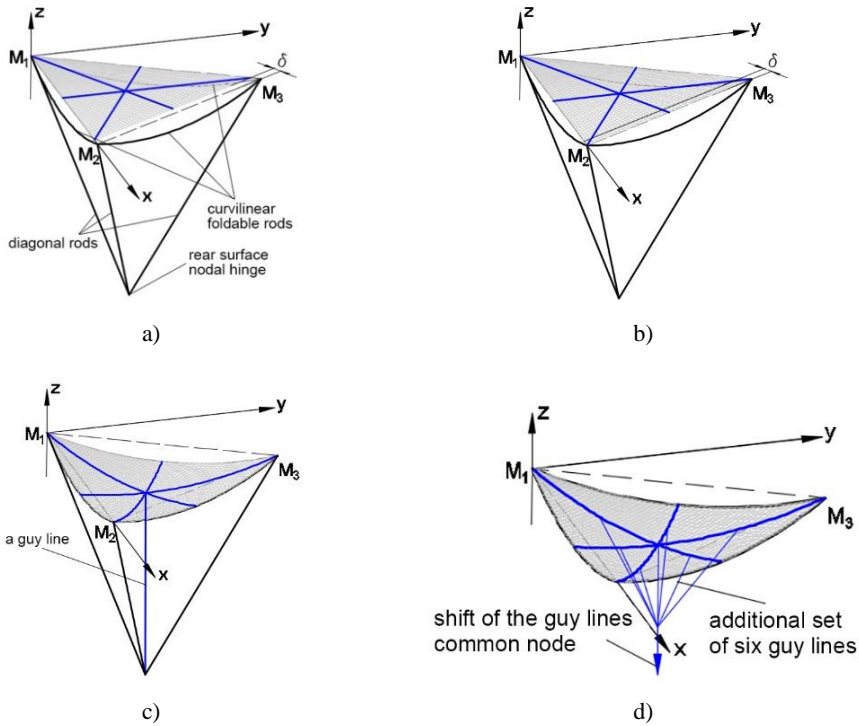 z
y
M1
δ
M3
M2
x
curvilinear
foldable rods
diagonal rods
rear surface
nodal hinge
a)
z
y
M1
δ
M3
M2
x
b)
z
y
M1
M3
M2
a guy line
x
c)
z
y
M1
M3
shift of the guy lines
common node
x
additional set
of six guy lines
d)